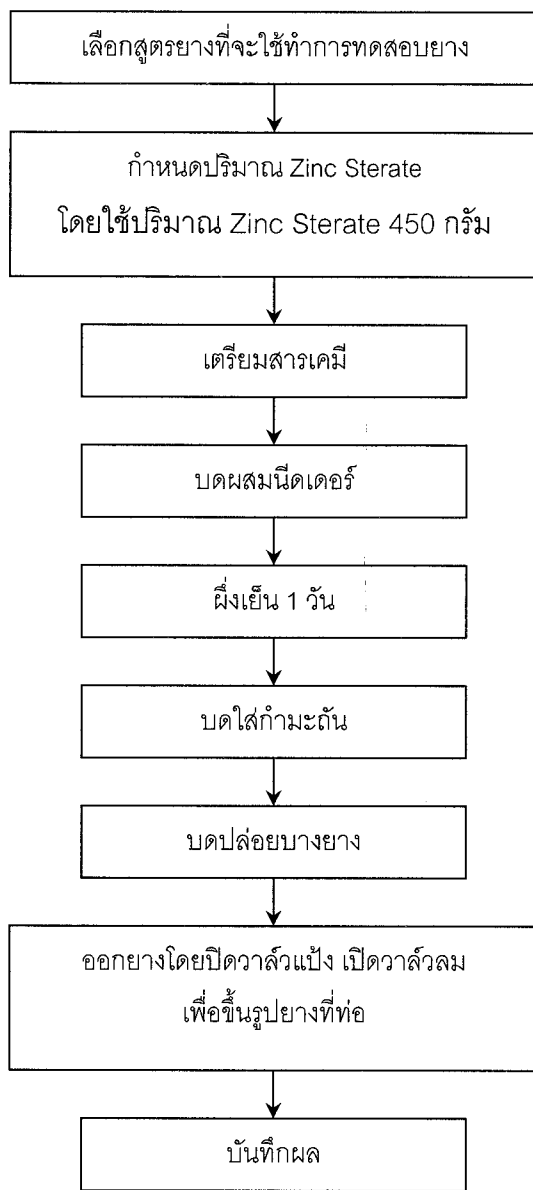 เลือกสูตรยางที่จะใช้ทำการทดสอบยาง
กำหนดปริมาณ Zinc Sterate
โดยใช้ปริมาณ Zinc Sterate 450 กรัม
เตรียมสารเคมี
บดผสมนีดเดอร์
ผึ่งเย็น 1 วัน
บดใส่กำมะถัน
บดปล่อยบางยาง
ออกยางโดยปิดวาล์วแป้ง เปิดวาล์วลม
เพื่อขึ้นรูปยางที่ท่อ
บันทึกผล